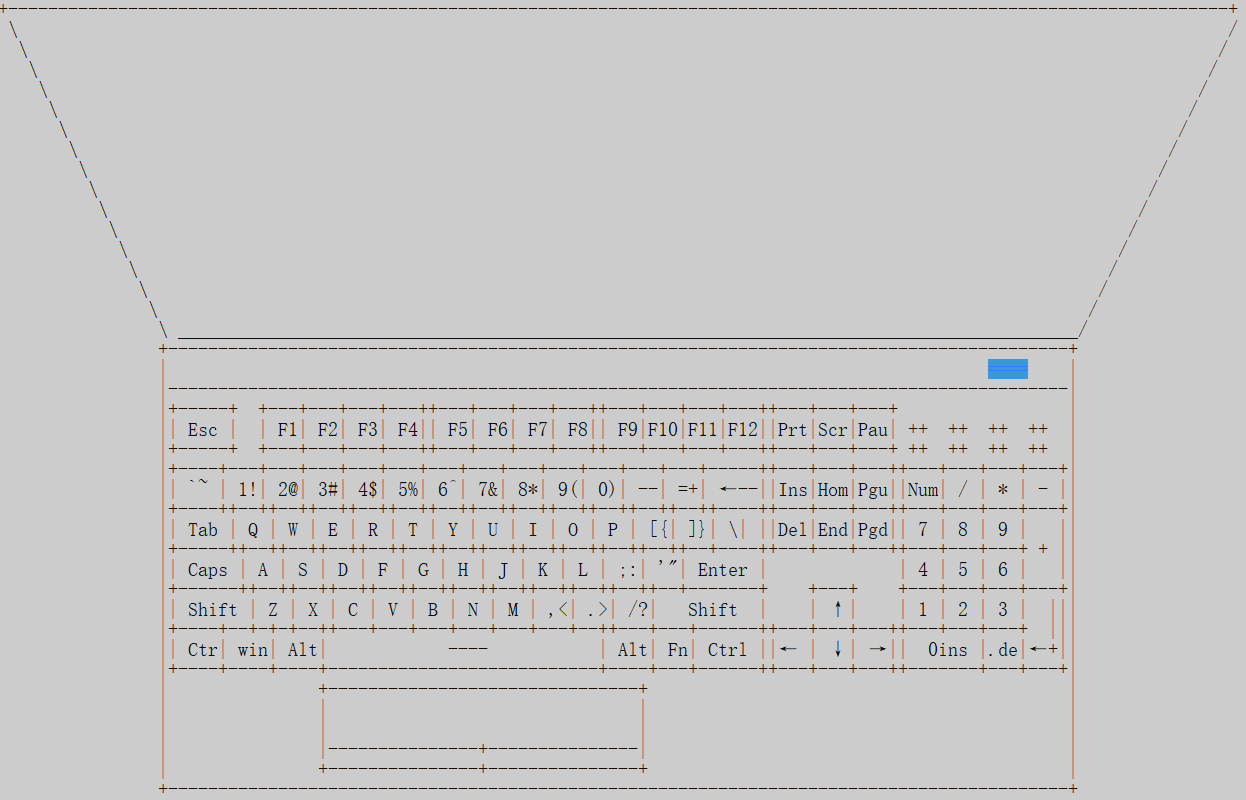 Esc F1 F2 F3 F4 F5 F6 F7 F8 F9 F10 F11 F12 Prt Scr Pau ++ ++ ++ ++
++ ++ ++ ++
`~ 1! 2@ 3# 4$ 5% 6^ 7& 8* 9( 0) -- =+ ←-- Ins Hom Pgu Num / * -
Tab Q W E R T Y U I O P [{ ]} \ Del End Pgd 7 8 9
+
Caps A S D F G H J K L ;: '" Enter 4 5 6
Shift Z X C V B N M ,< .> /? Shift ↑ 1 2 3
Ctr win Alt ---- Alt Fn Ctrl ← ↓ → 0ins .de ←+